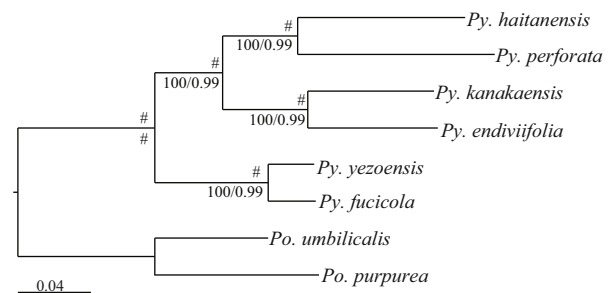 Py. haitanensis
#
100/0.99
Py. perforata
#
100/0.99
Py. kanakaensis
#
100/0.99
Py. endiviifolia
#
#
Py. yezoensis
#
100/0.99
Py. fucicola
Po. umbilicalis
Po. purpurea
0.04